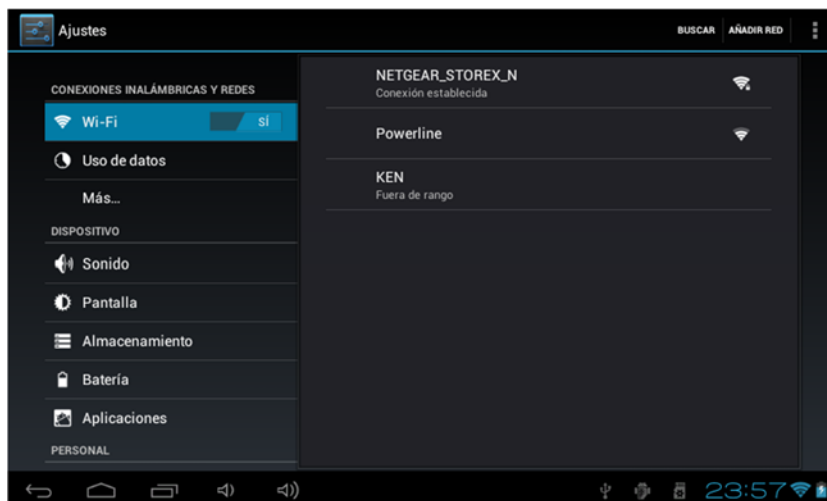 Ajustes
BUSCAR
AÑADIR RED
CONEXIONES INALÁMBRICAS Y REDES
Wi-Fi
SÍ
Uso de datos
Más...
DISPOSITIVO
Sonido
Pantalla
Almacenamiento
Batería
Aplicaciones
PERSONAL
NETGEAR_STOREX_N
Conexión establecida
Powerline
KEN
Fuera de rango
23:57